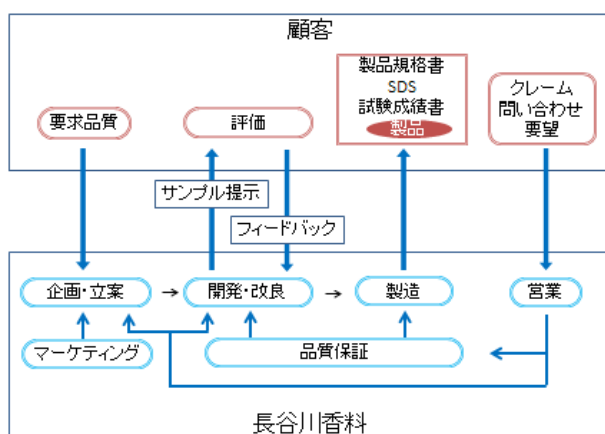 顧客
要求品質
評価
製品規格書
SDS
試験成績書
製品
クレーム
問い合わせ
要望
サンプル提示
フィードバック
企画・立案
開発・改良
製造
営業
マーケティング
品質保証
長谷川香料